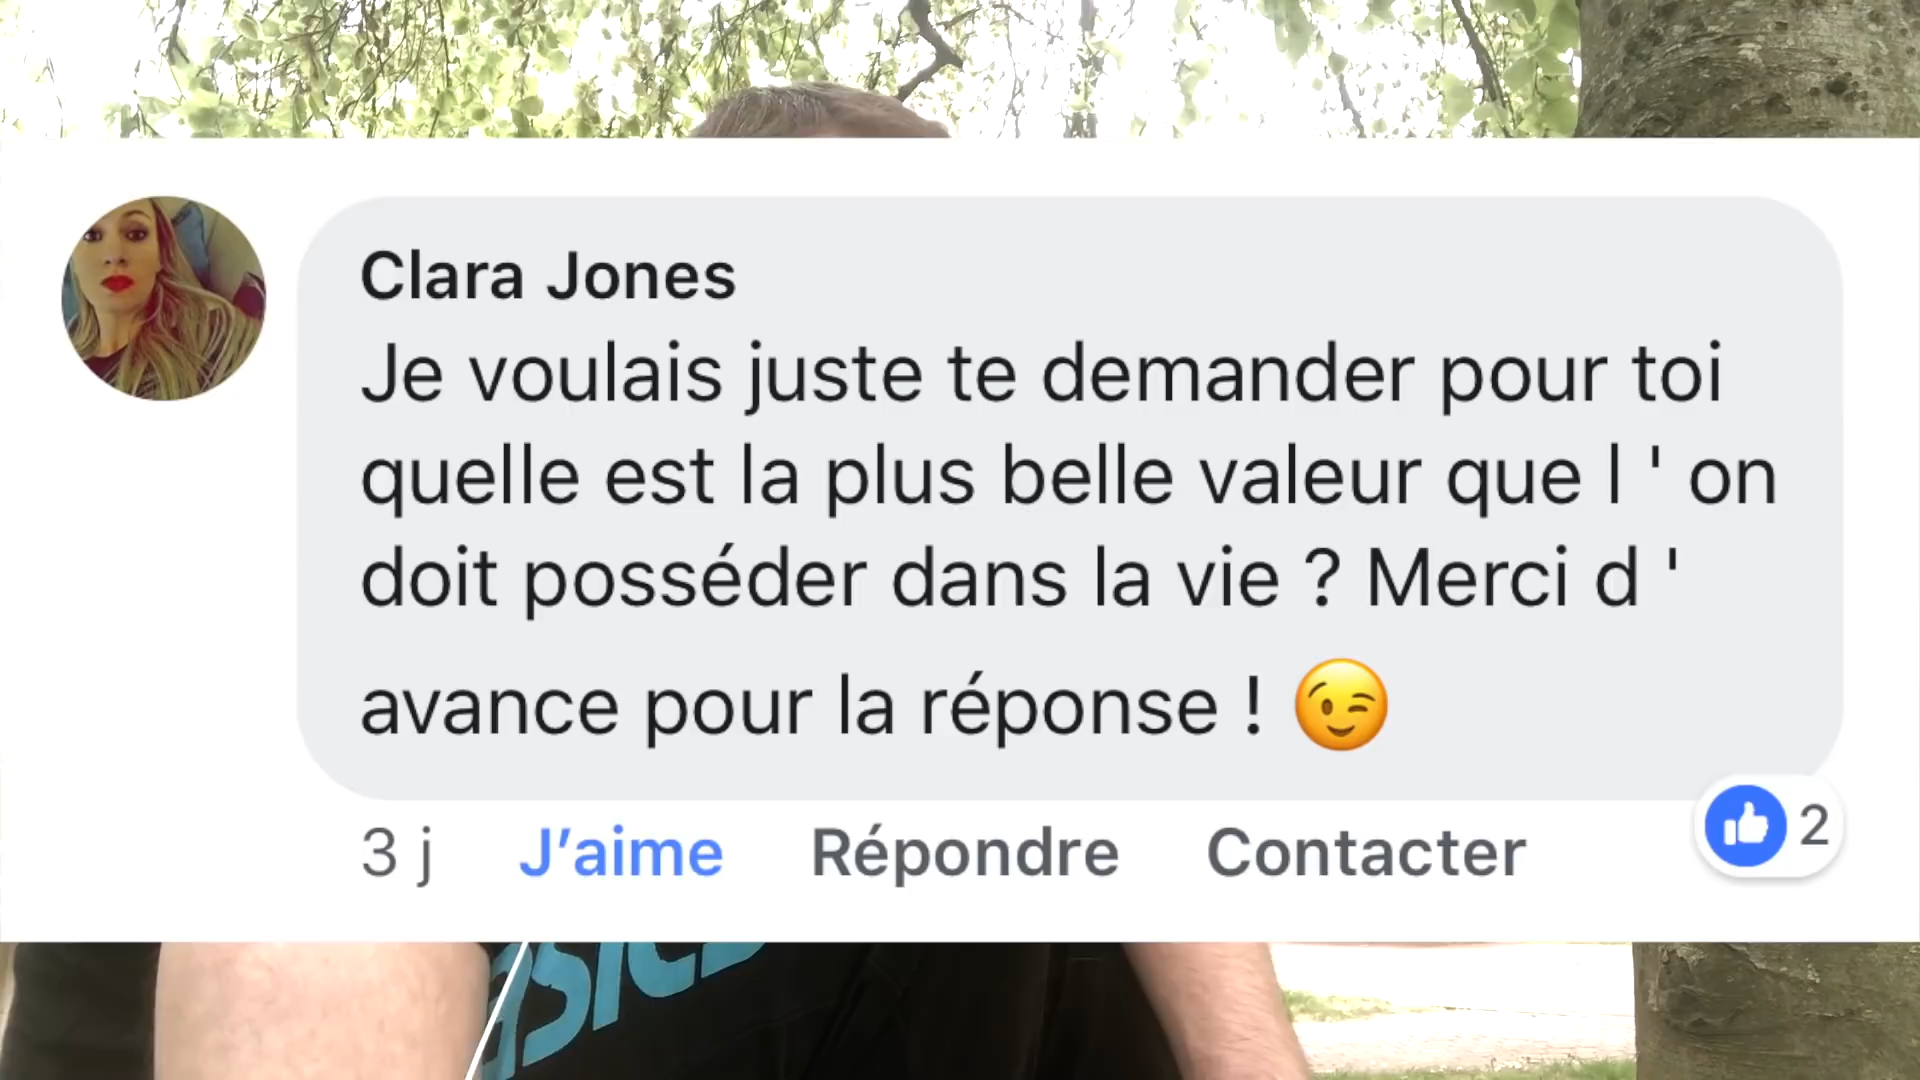 Clara Jones
Je voulais juste te demander pour toi
quelle est la plus belle valeur que l ' on
doit posséder dans la vie ? Merci d '
avance pour la réponse ! 😉
3 j J’aime Répondre Contacter 2
asics